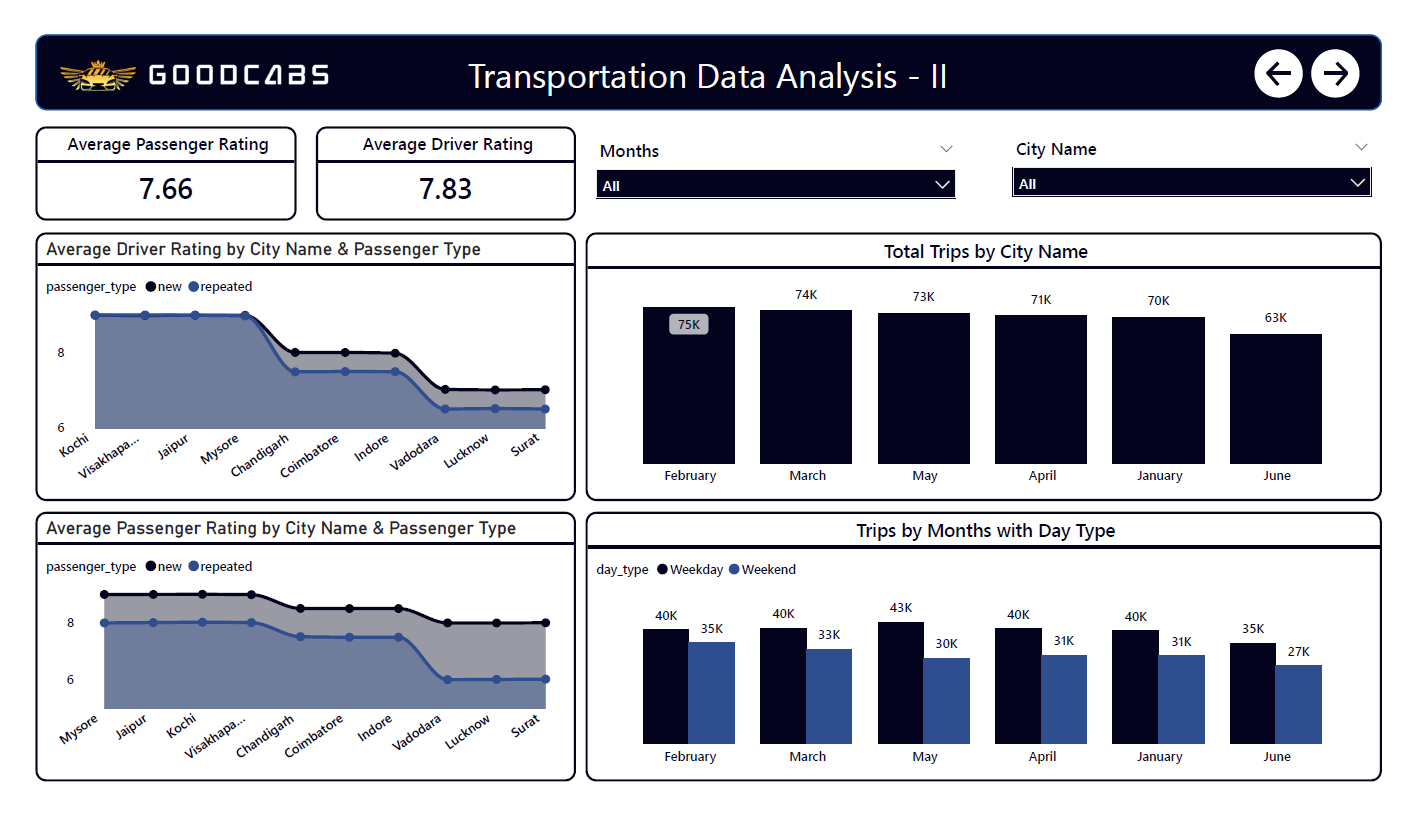 GOODCABS
Transportation Data Analysis - II
Average Passenger Rating
7.66
Average Driver Rating
7.83
Months
All
City Name
All
Average Driver Rating by City Name & Passenger Type
passenger_type new repeated
8
6
Kochi Visakhapa... Jaipur Mysore Chandigarh Coimbatore Indore Vadodara Lucknow Surat
Total Trips by City Name
75K 74K 73K 71K 70K 63K
February March May April January June
Average Passenger Rating by City Name & Passenger Type
passenger_type new repeated
8
6
Mysore Jaipur Kochi Visakhapa... Chandigarh Coimbatore Indore Vadodara Lucknow Surat
Trips by Months with Day Type
day_type Weekday Weekend
40K 35K 40K 33K 43K 30K 40K 31K 40K 31K 35K 27K
February March May April January June